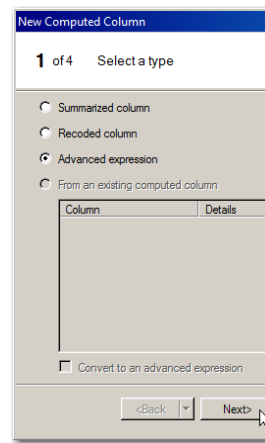 New Computed Column
1 of 4 Select a type
Summarized column
Recoded column
Advanced expression
From an existing computed column
Column Details
Convert to an advanced expression
<Back Next>